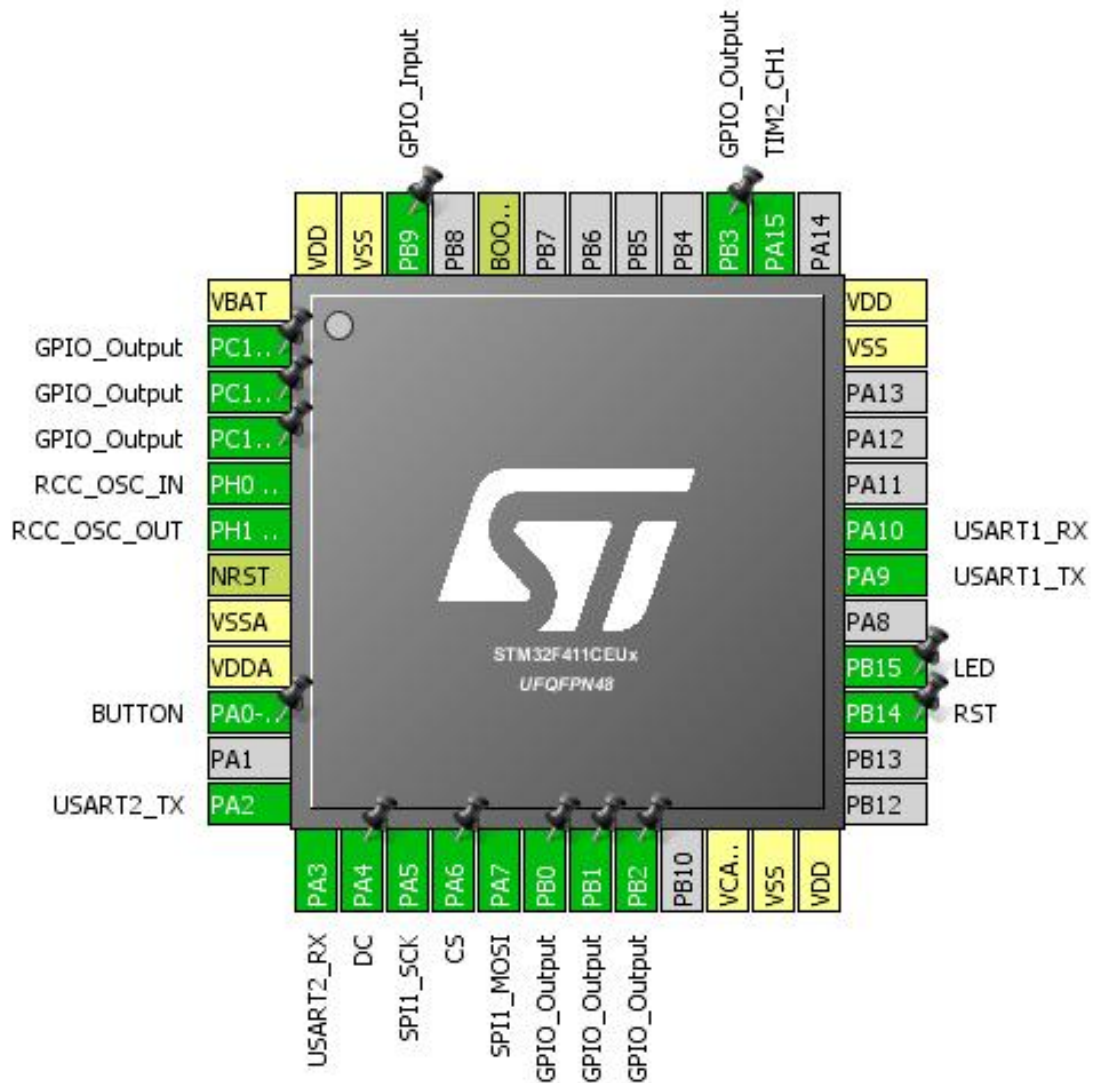 GPIO_Input
GPIO_Output
TIM2_CH1
VDD
VSS
PB9
PB8
BOO..
PB7
PB6
PB5
PB4
PB3
PA15
PA14
VBAT
GPIO_Output PC1..
GPIO_Output PC1..
GPIO_Output PC1..
RCC_OSC_IN PH0 ..
RCC_OSC_OUT PH1 ..
NRST
VSSA
VDDA
BUTTON PA0-..
PA1
USART2_TX PA2
ST
STM32F411CEUx
UFQFPN48
VDD
VSS
PA13
PA12
PA11
PA10 USART1_RX
PA9 USART1_TX
PA8
PB15 LED
PB14 RST
PB13
PB12
PA3
PA4
PA5
PA6
PA7
PB0
PB1
PB2
PB10
VCA..
VSS
VDD
USART2_RX
DC
SPI1_SCK
CS
SPI1_MOSI
GPIO_Output
GPIO_Output
GPIO_Output